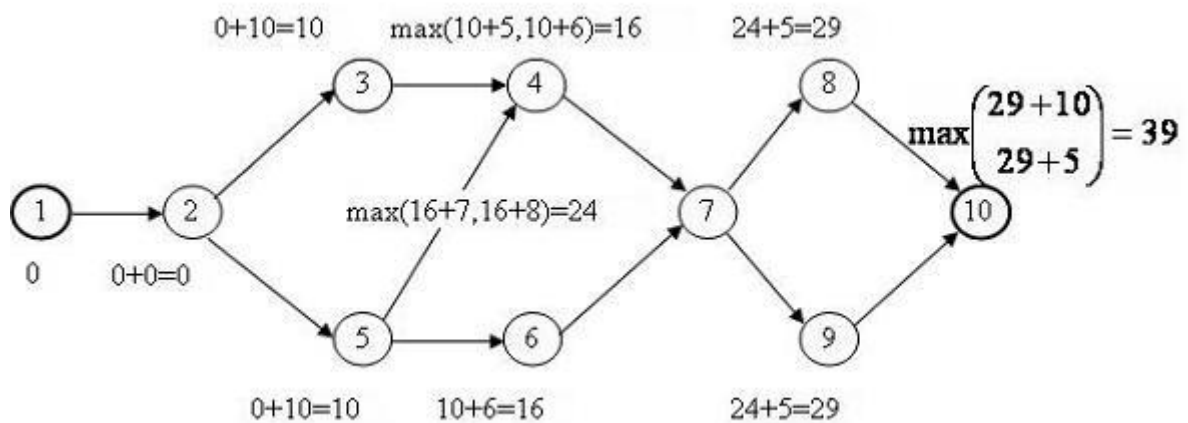 0+10=10 max(10+5,10+6)=16 24+5=29
3 4 8
max(29+10 29+5)=39
1 2 max(16+7,16+8)=24 7 10
0 0+0=0
5 6 9
0+10=10 10+6=16 24+5=29